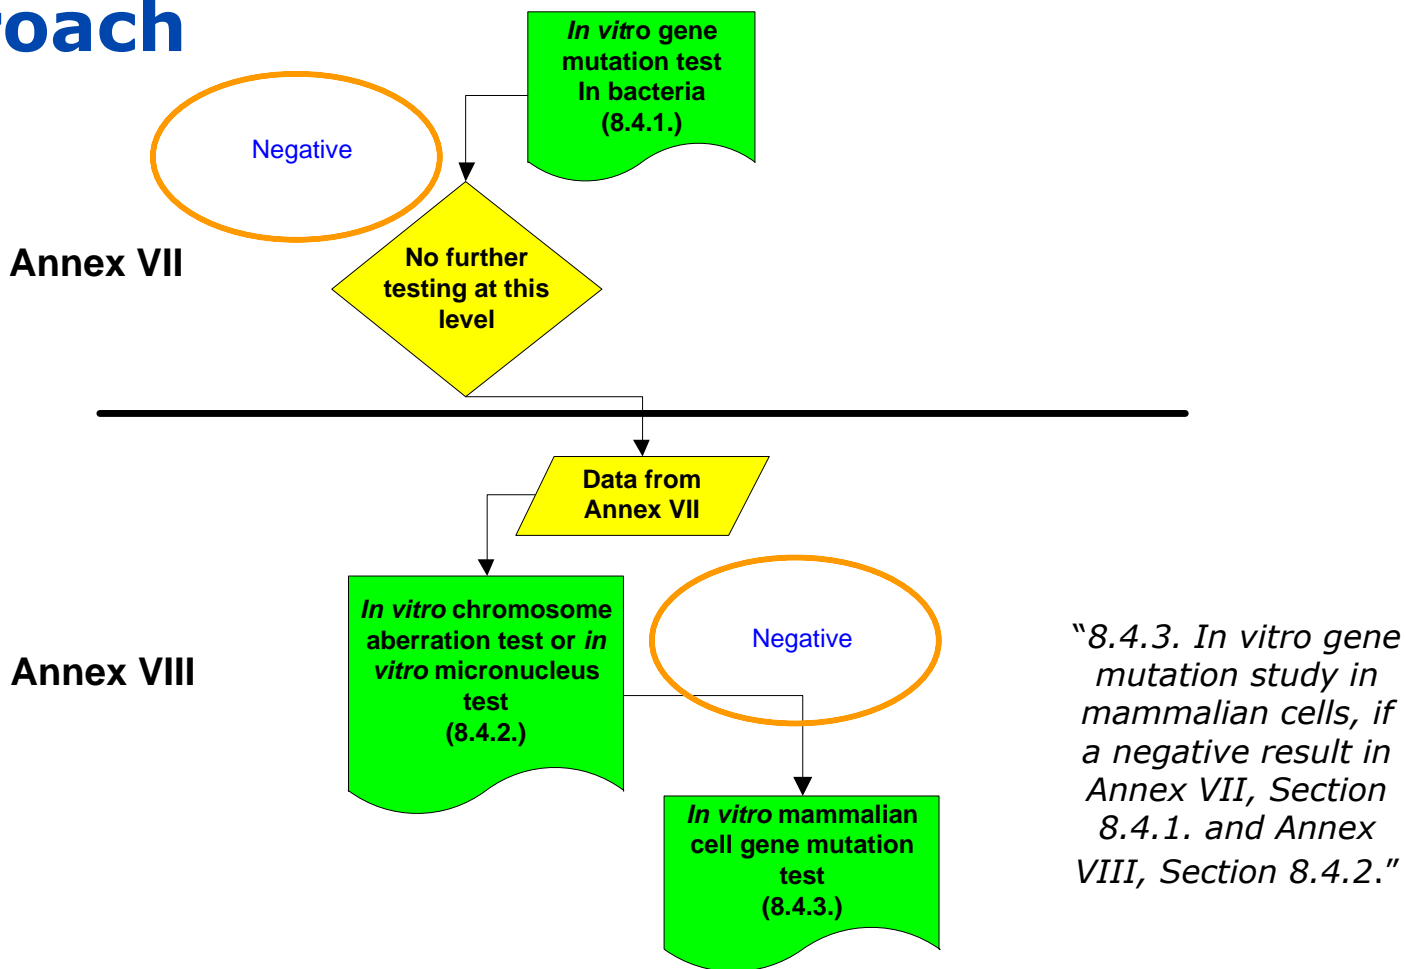 roach
In vitro gene
mutation test
In bacteria
(8.4.1.)
Negative
Annex VII
No further
testing at this
level
Data from
Annex VII
Annex VIII
In vitro chromosome
aberration test or in
vitro micronucleus
test
(8.4.2.)
Negative
In vitro mammalian
cell gene mutation
test
(8.4.3.)
“8.4.3. In vitro gene
mutation study in
mammalian cells, if
a negative result in
Annex VII, Section
8.4.1. and Annex
VIII, Section 8.4.2.”